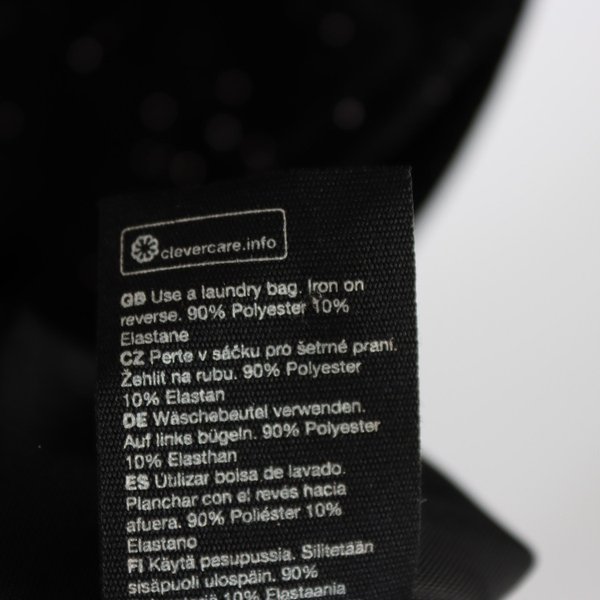 clevercare.info
GB Use a laundry bag. Iron on
reverse. 90% Polyester 10%
Elastane
CZ Perte v sáčku pro šetrné praní.
Žehlit na rubu. 90% Polyester
10% Elastan
DE Wäschebeutel verwenden.
Auf links bügeln. 90% Polyester
10% Elasthan
ES Utilizar bolsa de lavado.
Planchar con el revés hacia
afuera. 90% Poliéster 10%
Elastano
FI Käytä pesupussia. Silitetään
sisäpuoli ulospäin. 90%
10% Elastaania